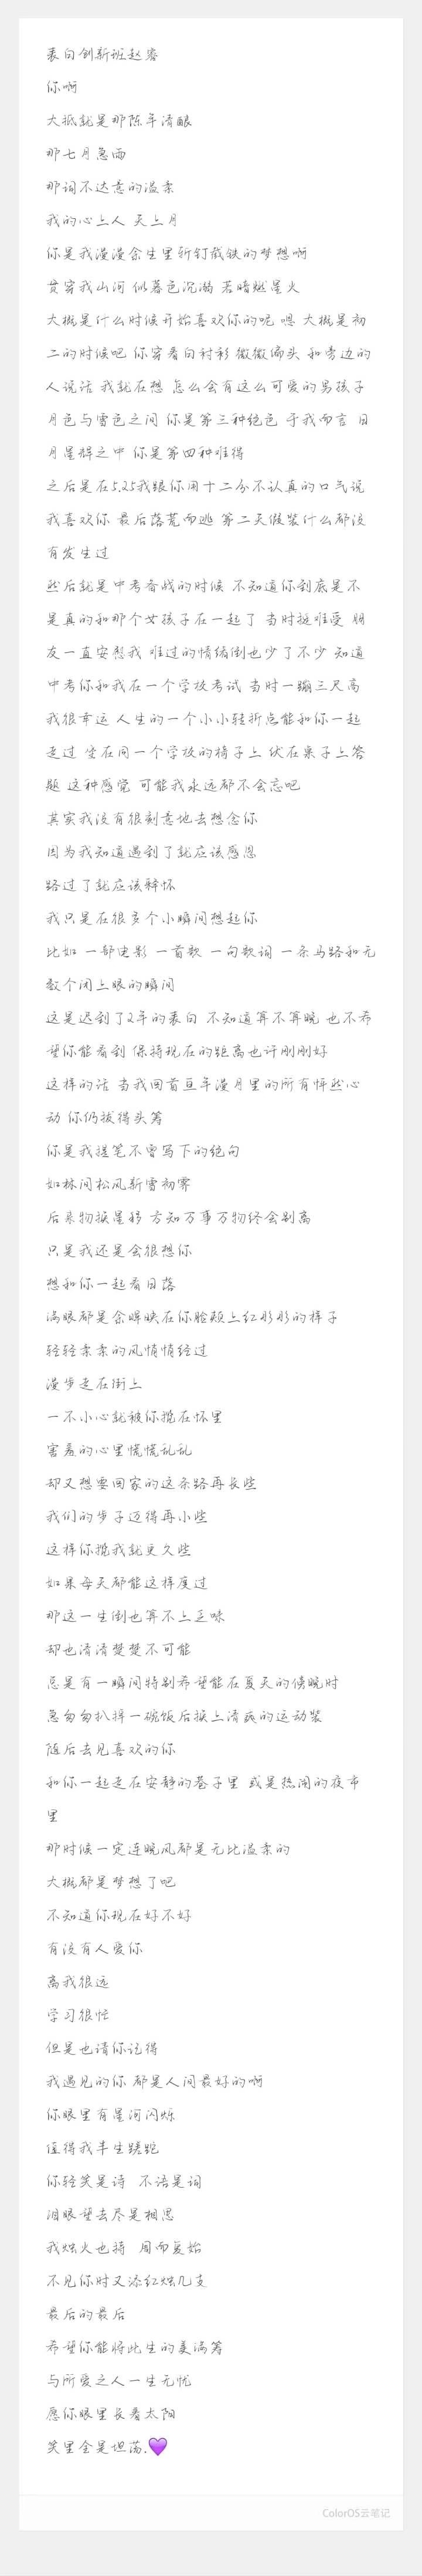 表白创新班赵睿
你啊
大抵就是那陈年清酿
那七月急雨
那词不达意的温柔
我的心上人 天上月
你是我漫漫余生里斩钉截铁的梦想啊
贯穿我山河 似暮色沉溺 若暗燃星火
大概是什么时候开始喜欢你的呢 嗯 大概是初
二的时候吧 你穿着白衬衫 微微偏头 和旁边的
人说话 我就在想 怎么会有这么可爱的男孩子
月色与雪色之间 你是第三种绝色 于我而言 日
月星辉之中 你是第四种难得
之后是在5.25我跟你用十二分不认真的口气说
我喜欢你 最后落荒而逃 第二天假装什么都没
有发生过
然后就是中考备战的时候 不知道你到底是不
是真的和那个女孩子在一起了 当时挺难受 朋
友一直安慰我 难过的情绪倒也少了不少 知道
中考你和我在一个学校考试 当时一蹦三尺高
我很幸运 人生的一个小小转折点能和你一起
走过 坐在同一个学校的椅子上 伏在桌子上答
题 这种感觉 可能我永远都不会忘吧
其实我没有很刻意地去想念你
因为我知道遇到了就应该感恩
路过了就应该释怀
我只是在很多个小瞬间想起你
比如 一部电影 一首歌 一句歌词 一条马路和无
数个闭上眼的瞬间
这是迟到了2年的表白 不知道算不算晚 也不希
望你能看到 保持现在的距离也许刚刚好
这样的话 当我回首亘年漫月里的所有怦然心
动 你仍拔得头筹
你是我搓笔不曾写下的绝句
如林间松风新雪初霁
后来物换星移 方知万事万物终会别离
只是我还是会很想你
想和你一起看日落
满眼都是余晖映在你脸颊上红彤彤的样子
轻轻柔柔的风悄悄经过
漫步走在街上
一不小心就被你揽在怀里
害羞的心里慌慌乱乱
却又想要回家的这条路再长些
我们的步子迈得再小些
这样你揽我就更久些
如果每天都能这样度过
那这一生倒也算不上乏味
却也清清楚楚不可能
总是有一瞬间特别希望能在夏天的傍晚时
急匆匆扒掉一碗饭后换上清爽的运动装
随后去见喜欢的你
和你一起走在安静的巷子里 或是热闹的夜市
里
那时候一定连晚风都是无比温柔的
大概都是梦想了吧
不知道你现在好不好
有没有人爱你
离我很远
学习很忙
但是也请你记得
我遇见的你 都是人间最好的啊
你眼里有星河闪烁
值得我半生蹉跎
你轻笑是诗 不语是词
泪眼望去尽是相思
我烛火也持 周而复始
不见你时又添红烛几支
最后的最后
希望你能将此生的美满筹
与所爱之人一生无忧
愿你眼里长着太阳
笑里全是坦荡.💜
ColorOS云笔记